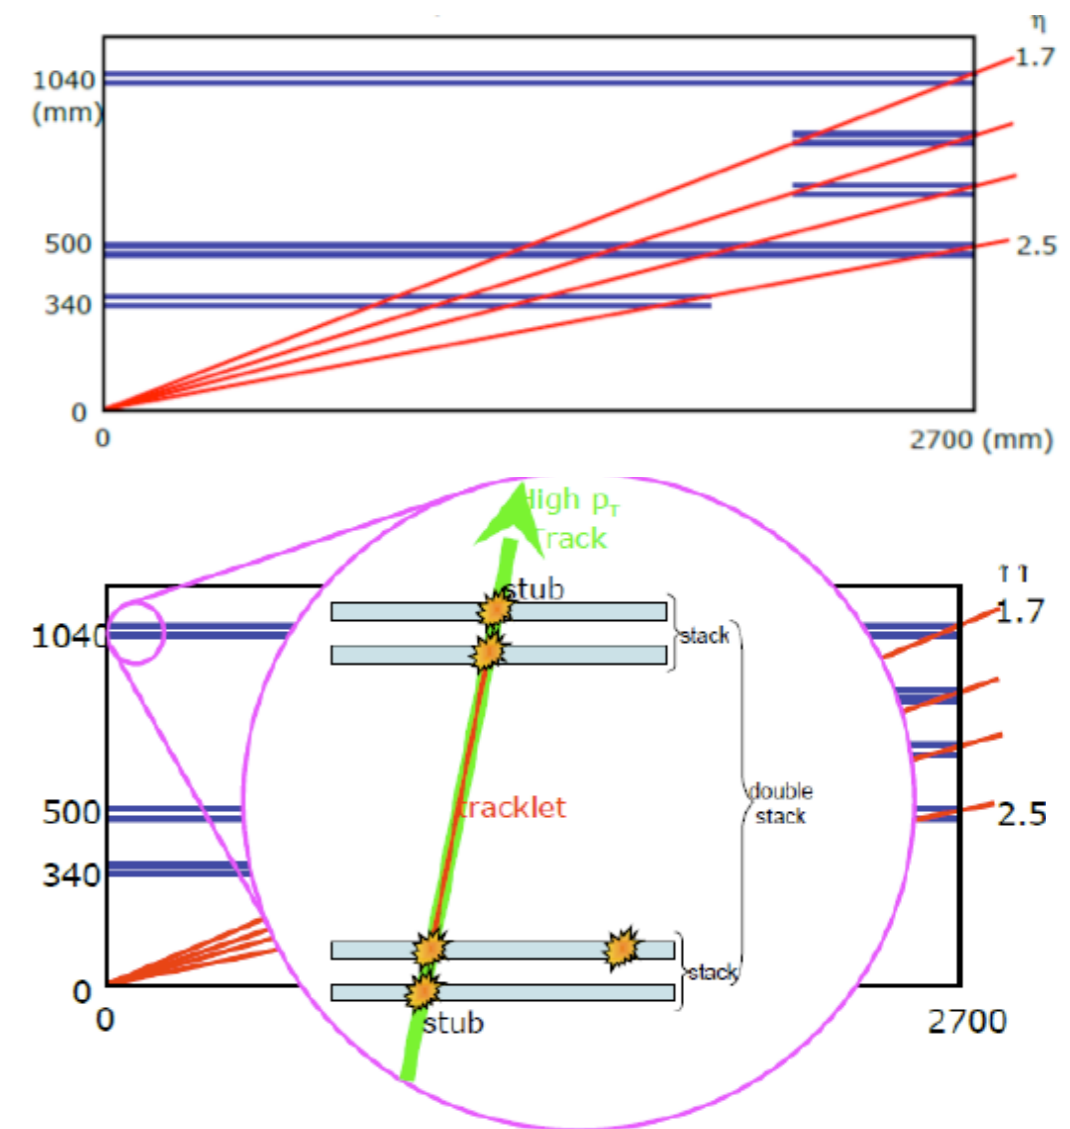 η
1.7
1040
(mm)
500
2.5
340
0
0
2700 (mm)
High pT
Track
stub
1.7
1040
stack
double
stack
tracklet
500
2.5
340
stack
0
stub
0
2700